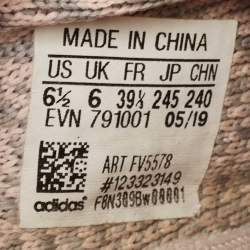 MADE IN CHINA
US UK FR JP CHN
6½ 6 39⅓ 245 240
EVN 791001 05/19
ART FV5578
#123323149
adidas F8N309Bw00001